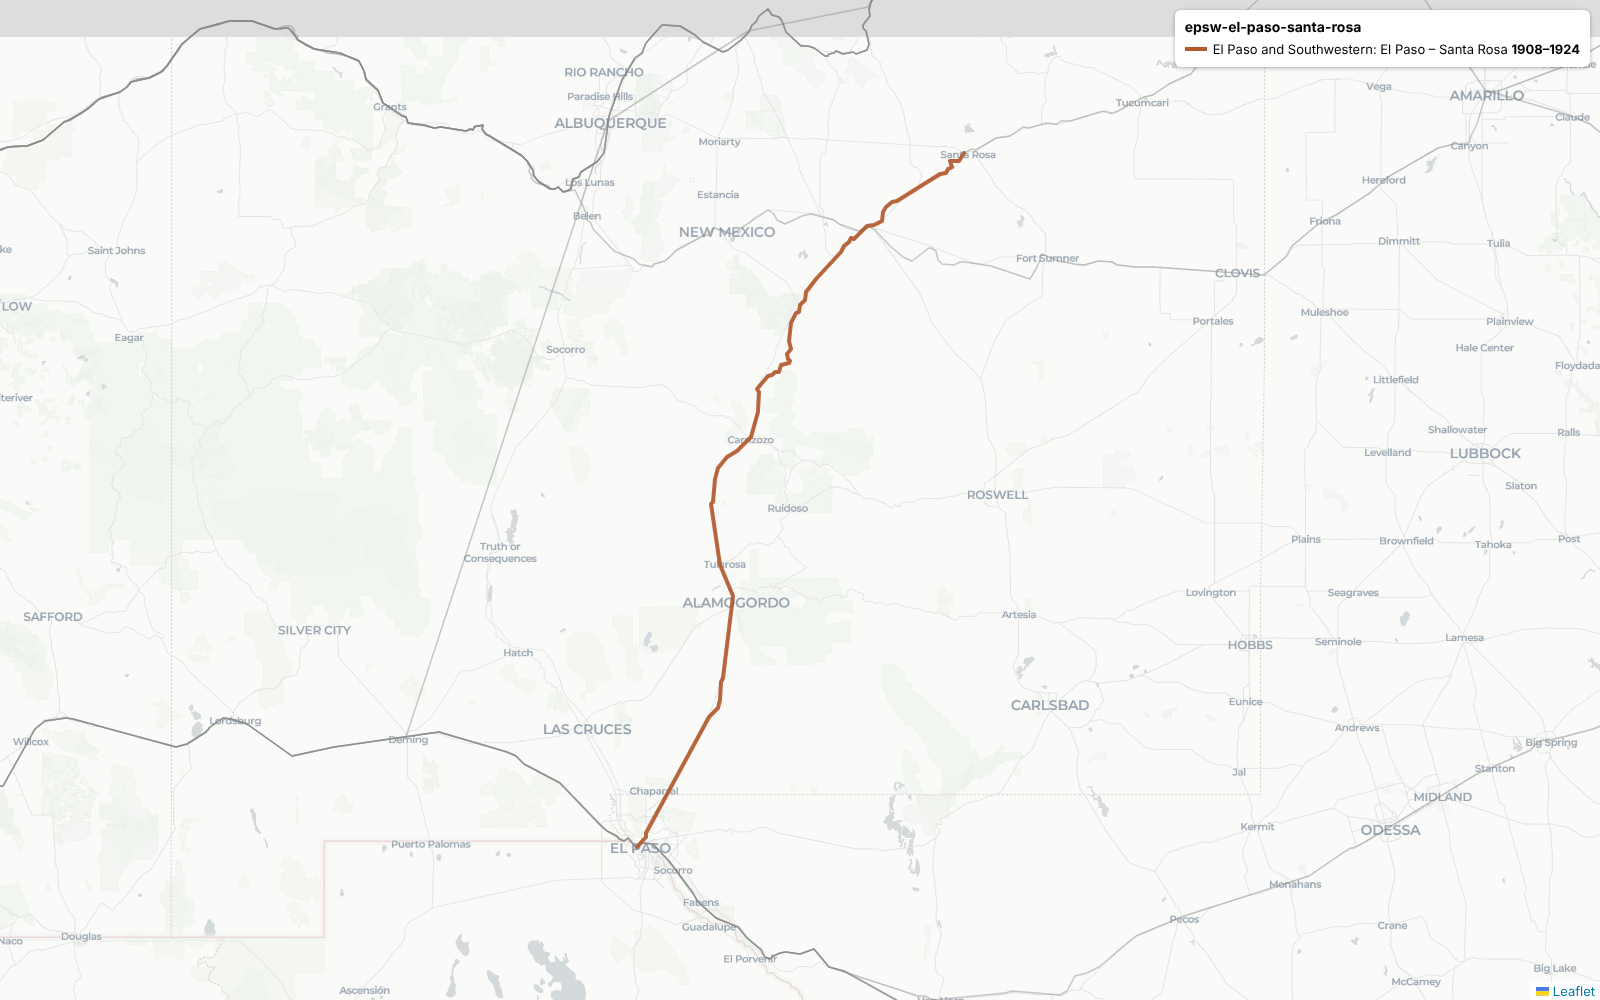 epsw-el-paso-santa-rosa
El Paso and Southwestern: El Paso – Santa Rosa 1908–1924
RIO RANCHO
Paradise Hills
ALBUQUERQUE
Grants
Moriarty
Los Lunas
Estancia
Belen
NEW MEXICO
Santa Rosa
Tucumcari
Vega
AMARILLO
Claude
Canyon
Hereford
Friona
Dimmitt
Tulia
Fort Sumner
CLOVIS
Saint Johns
LOW
Eagar
Socorro
Portales
Muleshoe
Plainview
Hale Center
Floydada
Littlefield
teriver
Carrizozo
Shallowater
Ralls
Levelland
LUBBOCK
Slaton
ROSWELL
Ruidoso
Truth or
Consequences
Tularosa
Plains
Brownfield
Tahoka
Post
ALAMOGORDO
SAFFORD
SILVER CITY
Artesia
Lovington
Seagraves
Hatch
HOBBS
Seminole
Lamesa
CARLSBAD
Eunice
Lordsburg
LAS CRUCES
Andrews
Willcox
Deming
Big Spring
Stanton
Jal
Chaparral
MIDLAND
Kermit
ODESSA
Puerto Palomas
EL PASO
Socorro
Monahans
Fabens
Pecos
Guadalupe
Crane
Naco
Douglas
El Porvenir
Big Lake
McCamey
Ascensión
Leaflet